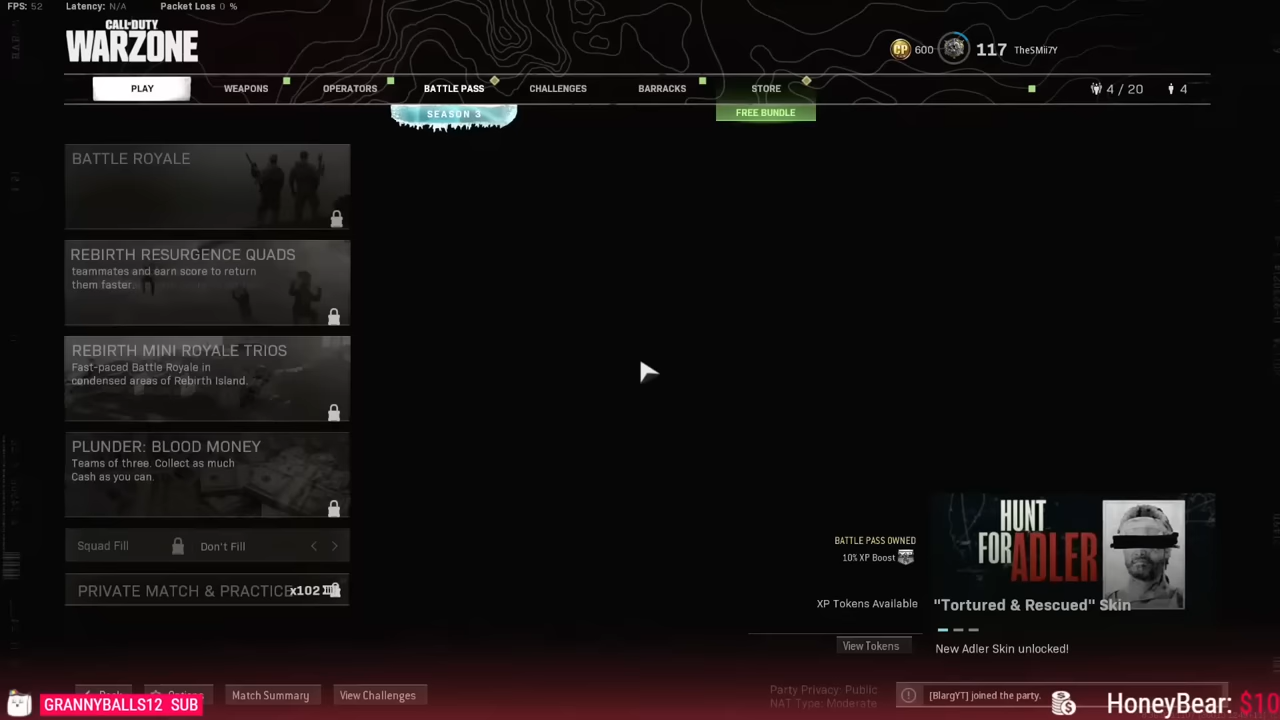 FPS: 52 Latency: N/A Packet Loss 0 %
CALL OF DUTY
WARZONE
CP 600 117 TheSMii7Y
PLAY WEAPONS OPERATORS BATTLE PASS CHALLENGES BARRACKS STORE 4 / 20 4
SEASON 3 FREE BUNDLE
BATTLE ROYALE
REBIRTH RESURGENCE QUADS
teammates and earn score to return
them faster.
REBIRTH MINI ROYALE TRIOS
Fast-paced Battle Royale in
condensed areas of Rebirth Island.
PLUNDER: BLOOD MONEY
Teams of three. Collect as much
Cash as you can.
Squad Fill Don't Fill
PRIVATE MATCH & PRACTICE x102
BATTLE PASS OWNED
10% XP Boost
XP Tokens Available
View Tokens
HUNT
FOR ADLER
"Tortured & Rescued" Skin
New Adler Skin unlocked!
Back Options Match Summary View Challenges
Party Privacy: Public
NAT Type: Moderate
[BlargYT] joined the party.
GRANNYBALLS12 SUB
HoneyBear: $10